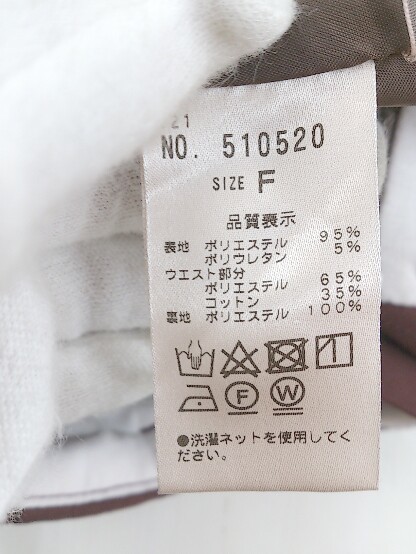 21
NO. 510520
SIZE F
品質表示
表地 ポリエステル 95%
ポリウレタン 5%
ウエスト部分
ポリエステル 65%
コットン 35%
裏地 ポリエステル 100%
F W
●洗濯ネットを使用してく
ださい。